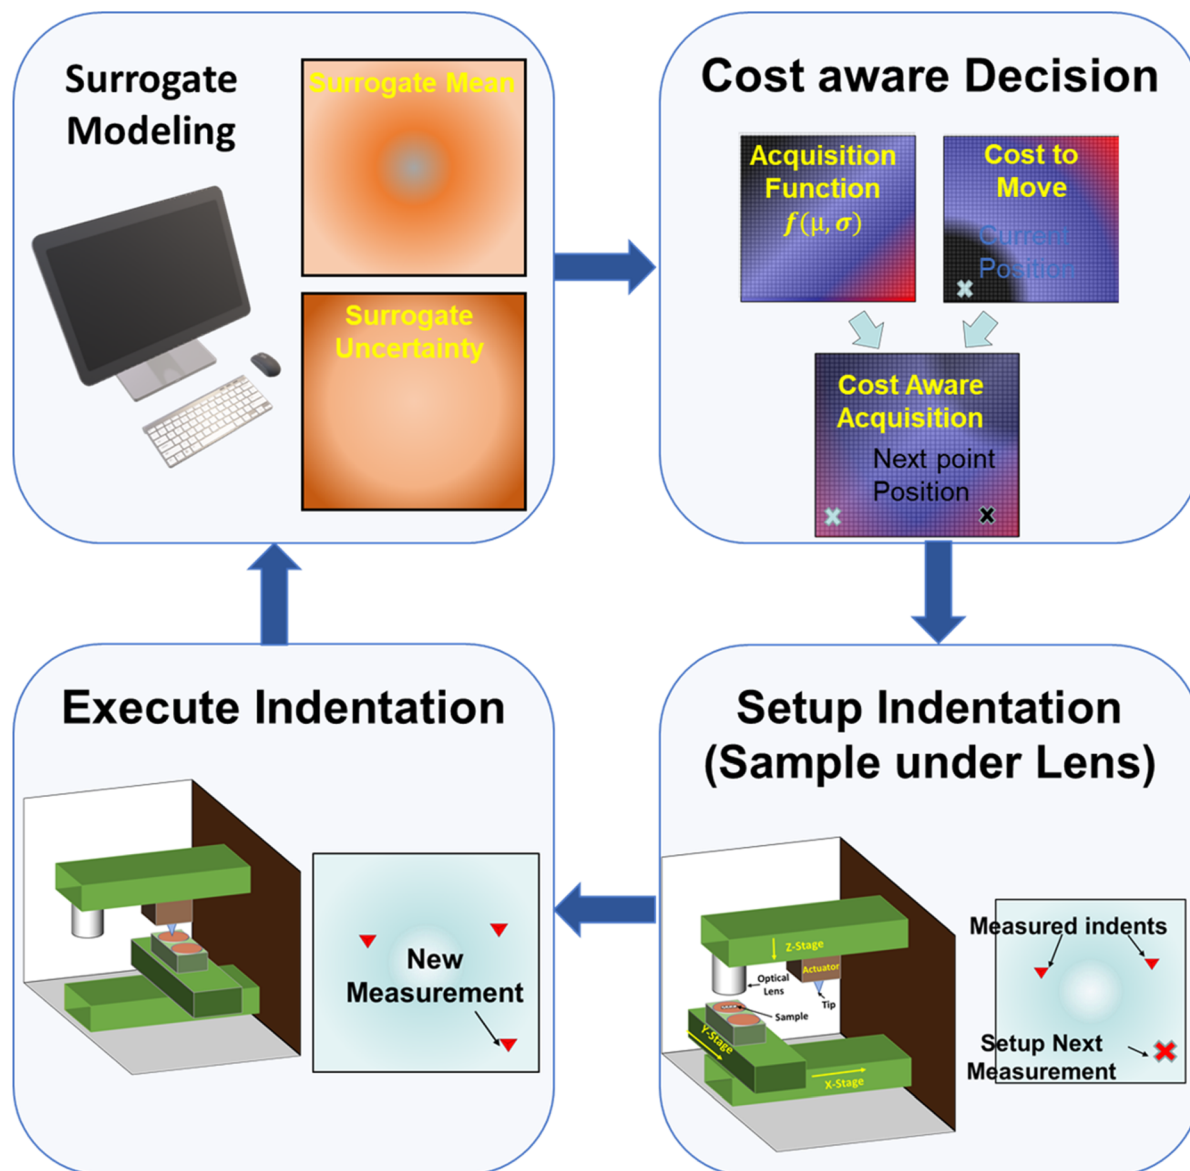 Surrogate
Modeling
Surrogate Mean
Surrogate
Uncertainty
Cost aware Decision
Acquisition
Function
f(μ, σ)
Cost to
Move
Current
Position
Cost Aware
Acquisition
Next point
Position
Execute Indentation
New
Measurement
Setup Indentation
(Sample under Lens)
Z-Stage
Actuator
Optical
Lens
Tip
Sample
Y-Stage
X-Stage
Measured indents
Setup Next
Measurement